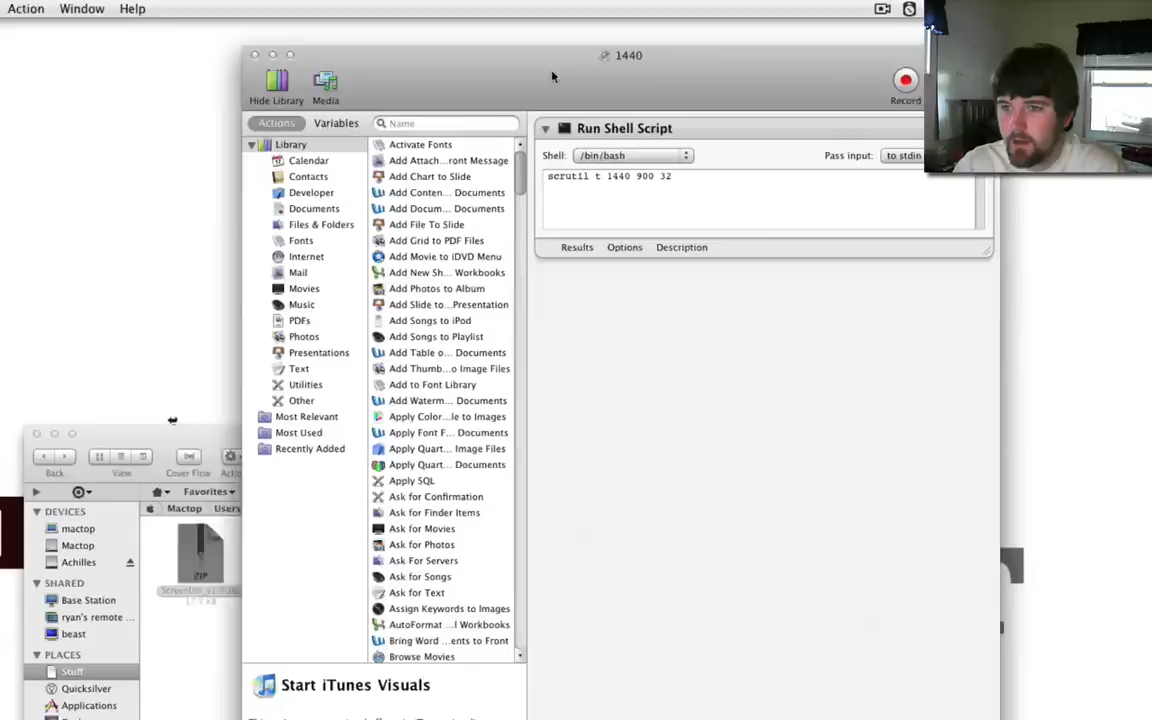 Action Window Help
1440
Hide Library Media Record
Actions Variables Name
Run Shell Script
Shell: /bin/bash Pass input: to stdin
scrutil t 1440 900 32
Results Options Description
Library
Calendar
Contacts
Developer
Documents
Files & Folders
Fonts
Internet
Mail
Movies
Music
PDFs
Photos
Presentations
Text
Utilities
Other
Most Relevant
Most Used
Recently Added
Activate Fonts
Add Attach...ront Message
Add Chart to Slide
Add Conten... Documents
Add Docum... Documents
Add File To Slide
Add Grid to PDF Files
Add Movie to iDVD Menu
Add New Sh... Workbooks
Add Photos to Album
Add Slide to...Presentation
Add Songs to iPod
Add Songs to Playlist
Add Table o... Documents
Add Thumb...o Image Files
Add to Font Library
Add Waterm... Documents
Apply Color...le to Images
Apply Font F... Documents
Apply Quart... Image Files
Apply Quart... Documents
Apply SQL
Ask for Confirmation
Ask for Finder Items
Ask for Movies
Ask for Photos
Ask For Servers
Ask for Songs
Ask for Text
Assign Keywords to Images
AutoFormat ...l Workbooks
Bring Word ...ents to Front
Browse Movies
Start iTunes Visuals
Back View Cover Flow
Favorites
Mactop Users
DEVICES
mactop
Mactop
Achilles
SHARED
Base Station
ryan's remote ...
beast
PLACES
Stuff
Quicksilver
Applications
ZIP